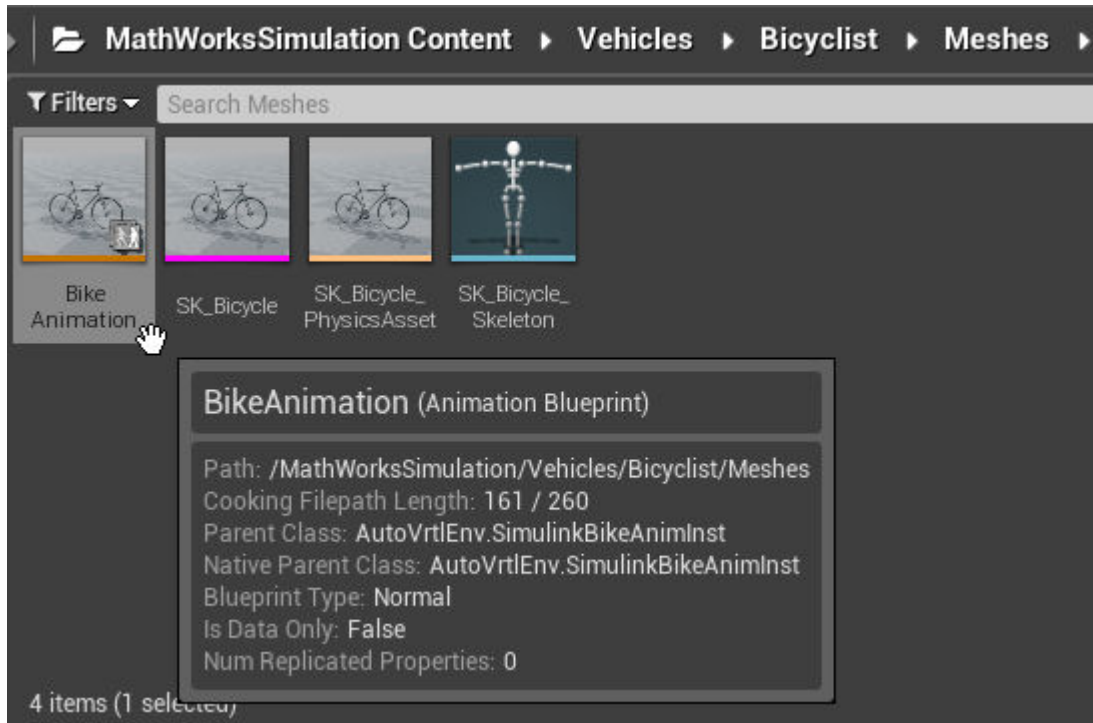 MathWorksSimulation Content Vehicles Bicyclist Meshes
Filters Search Meshes
Bike
Animation
SK_Bicycle
SK_Bicycle_
PhysicsAsset
SK_Bicycle_
Skeleton
BikeAnimation (Animation Blueprint)
Path: /MathWorksSimulation/Vehicles/Bicyclist/Meshes
Cooking Filepath Length: 161 / 260
Parent Class: AutoVrtlEnv.SimulinkBikeAnimInst
Native Parent Class: AutoVrtlEnv.SimulinkBikeAnimInst
Blueprint Type: Normal
Is Data Only: False
Num Replicated Properties: 0
4 items (1 selected)